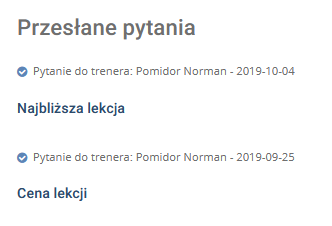 Przesłane pytania
Pytanie do trenera: Pomidor Norman - 2019-10-04
Najbliższa lekcja
Pytanie do trenera: Pomidor Norman - 2019-09-25
Cena lekcji